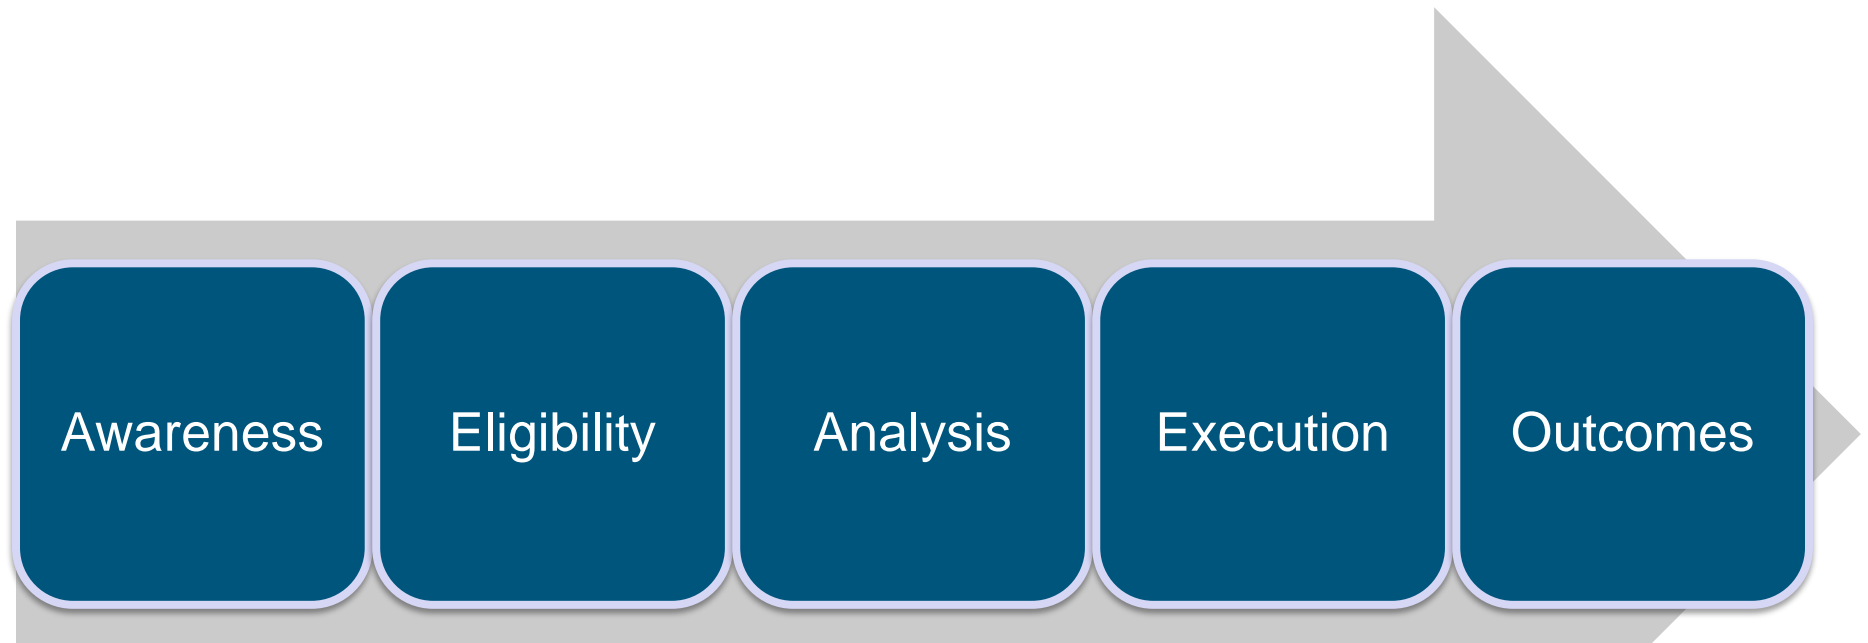 Awareness
Eligibility
Analysis
Execution
Outcomes